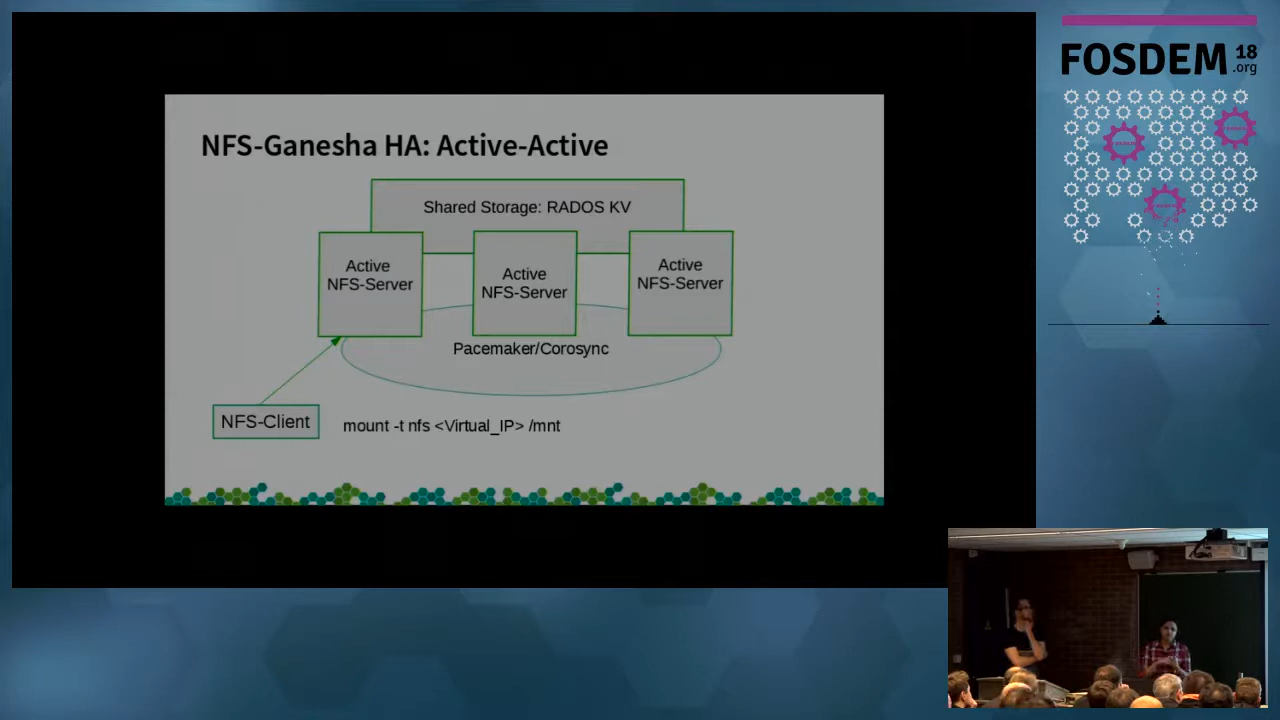 FOSDEM 18
.org
NFS-Ganesha HA: Active-Active
Shared Storage: RADOS KV
Active
NFS-Server
Active
NFS-Server
Active
NFS-Server
Pacemaker/Corosync
NFS-Client
mount -t nfs <Virtual_IP> /mnt